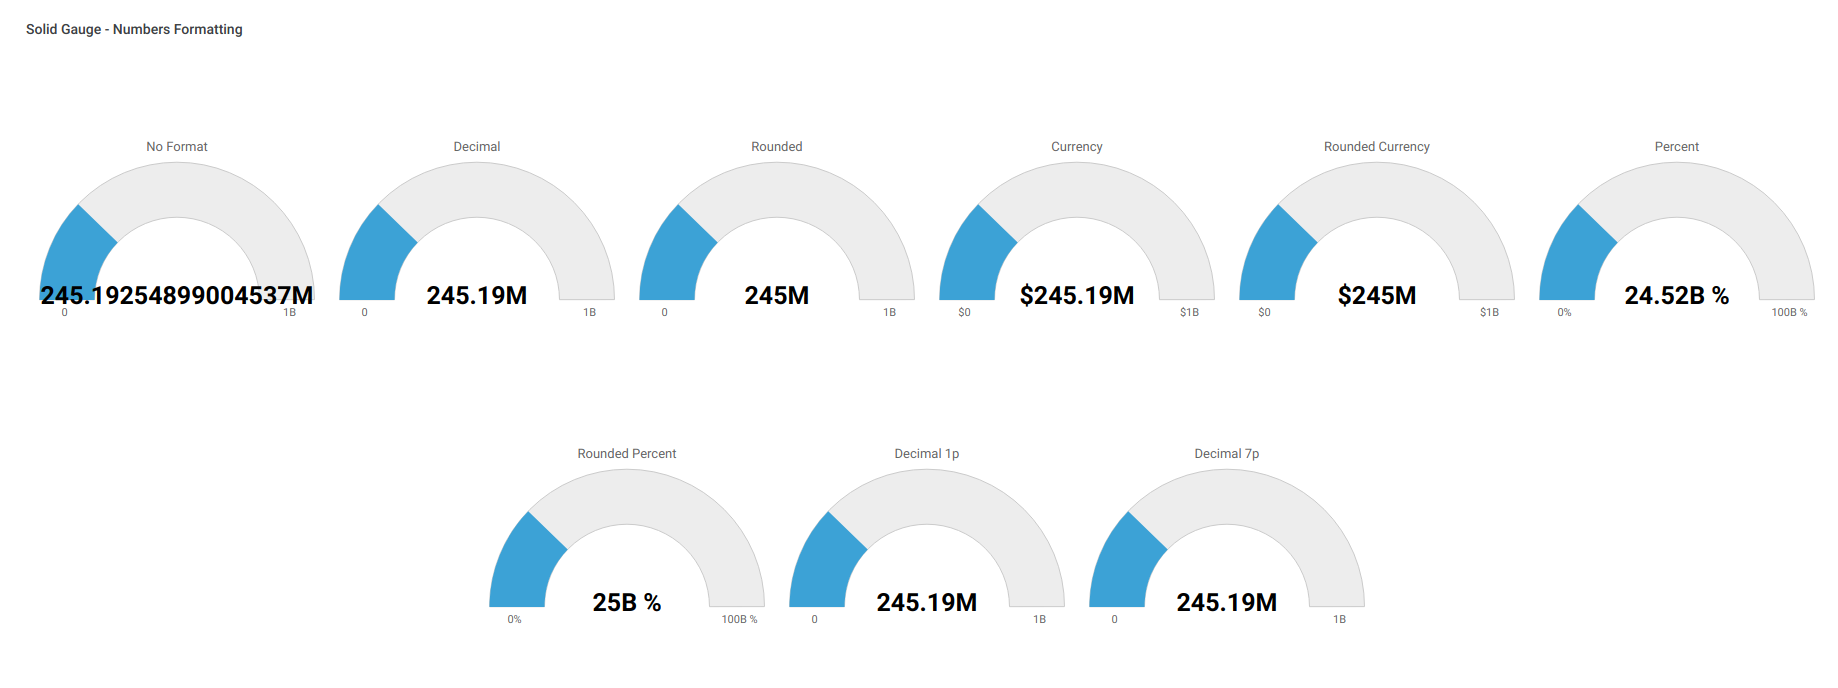 Solid Gauge - Numbers Formatting
No Format
Decimal
Rounded
Currency
Rounded Currency
Percent
245.19254899004537M
245.19M
245M
$245.19M
$245M
24.52B %
0
1B
0
1B
0
1B
$0
$1B
$0
$1B
0%
100B %
Rounded Percent
Decimal 1p
Decimal 7p
25B %
245.19M
245.19M
0%
100B %
0
1B
0
1B